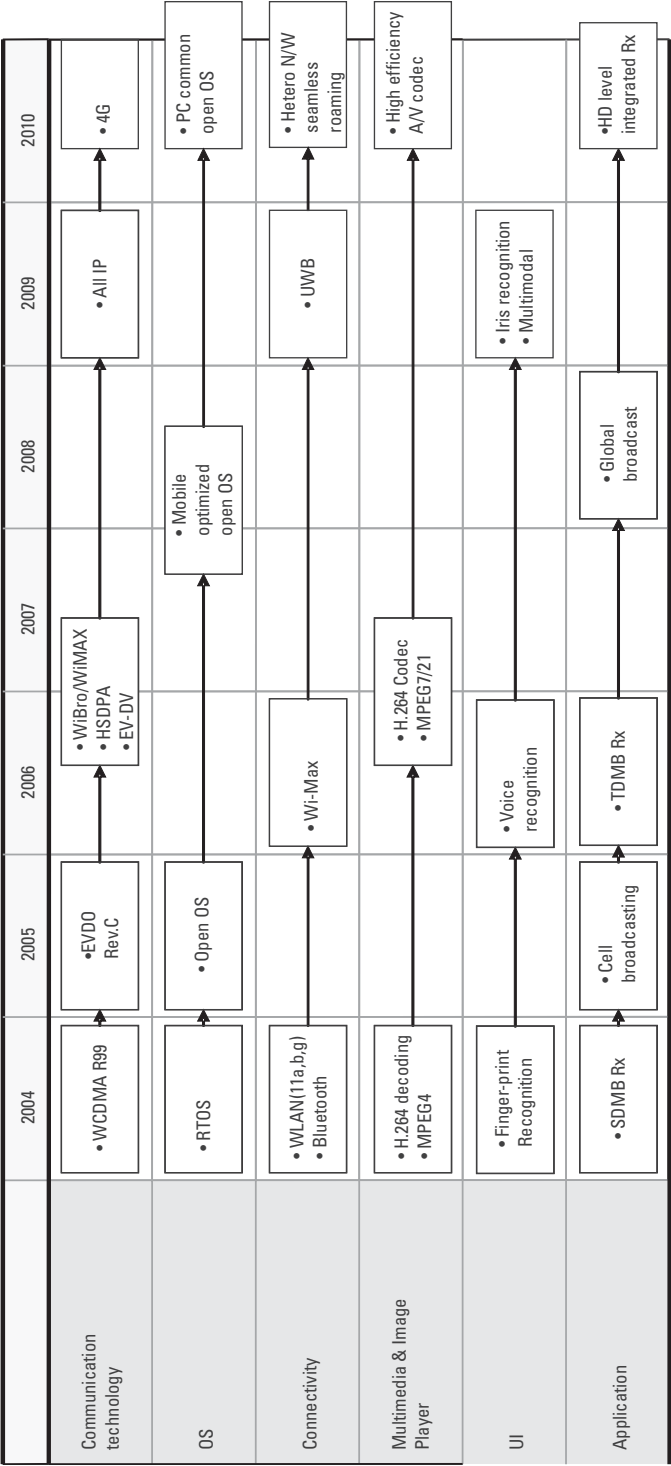 2004
2005
2006
2007
2008
2009
2010
Communication
technology
• WCDMA R99
•EVDO
Rev.C
• WiBro/WiMAX
• HSDPA
• EV-DV
• All IP
• 4G
OS
• RTOS
• Open OS
• Mobile
optimized
open OS
• PC common
open OS
Connectivity
• WLAN(11a,b,g)
• Bluetooth
• Wi-Max
• UWB
• Hetero N/W
seamless
roaming
Multimedia & Image
Player
• H.264 decoding
• MPEG4
• H.264 Codec
• MPEG7/21
• High efficiency
A/V codec
UI
• Finger-print
Recognition
• Voice
recognition
• Iris recognition
• Multimodal
Application
• SDMB Rx
• Cell
broadcasting
• TDMB Rx
• Global
broadcast
•HD level
integrated Rx